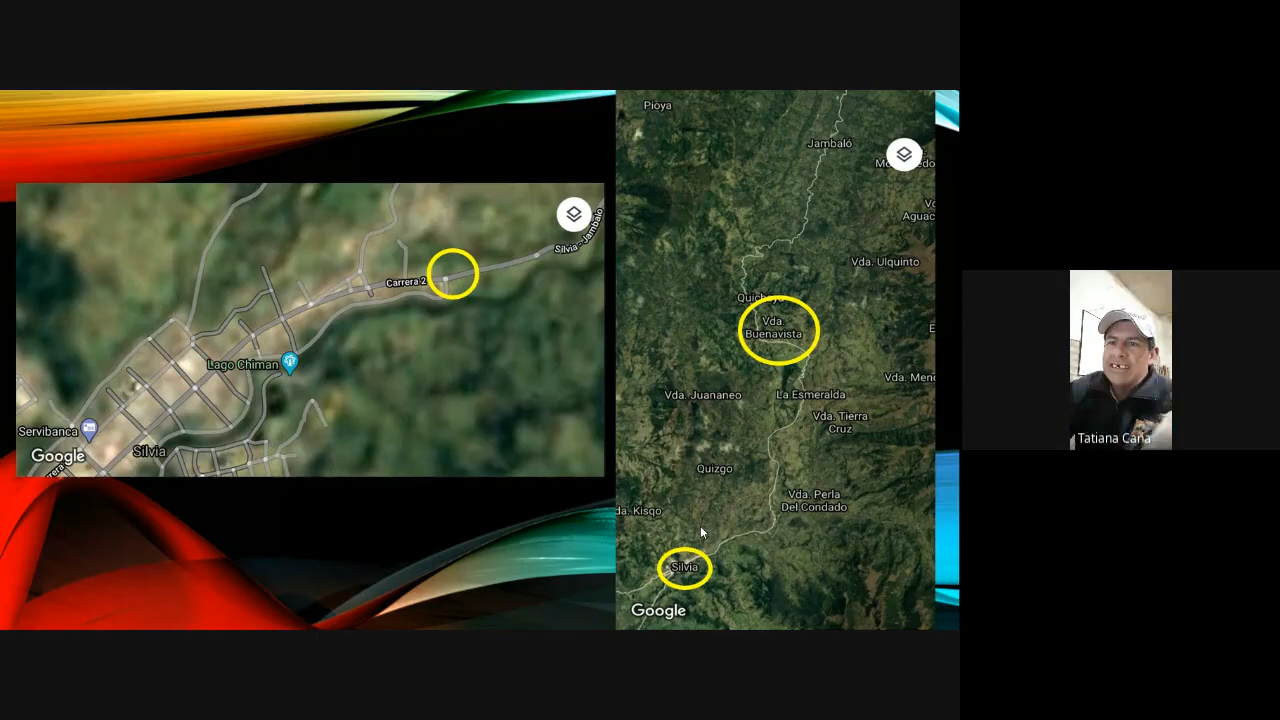 Silvia - Jambaló
Carrera 2
Lago Chiman
Servibanca
Silvia
Google
Pioya
Jambaló
Vda. Ulquinto
Vda.
Buenavista
Vda. Juananeo
La Esmeralda
Vda. Tierra
Cruz
Quizgo
Vda. Perla
Del Condado
Silvia
Google
Tatiana Caña